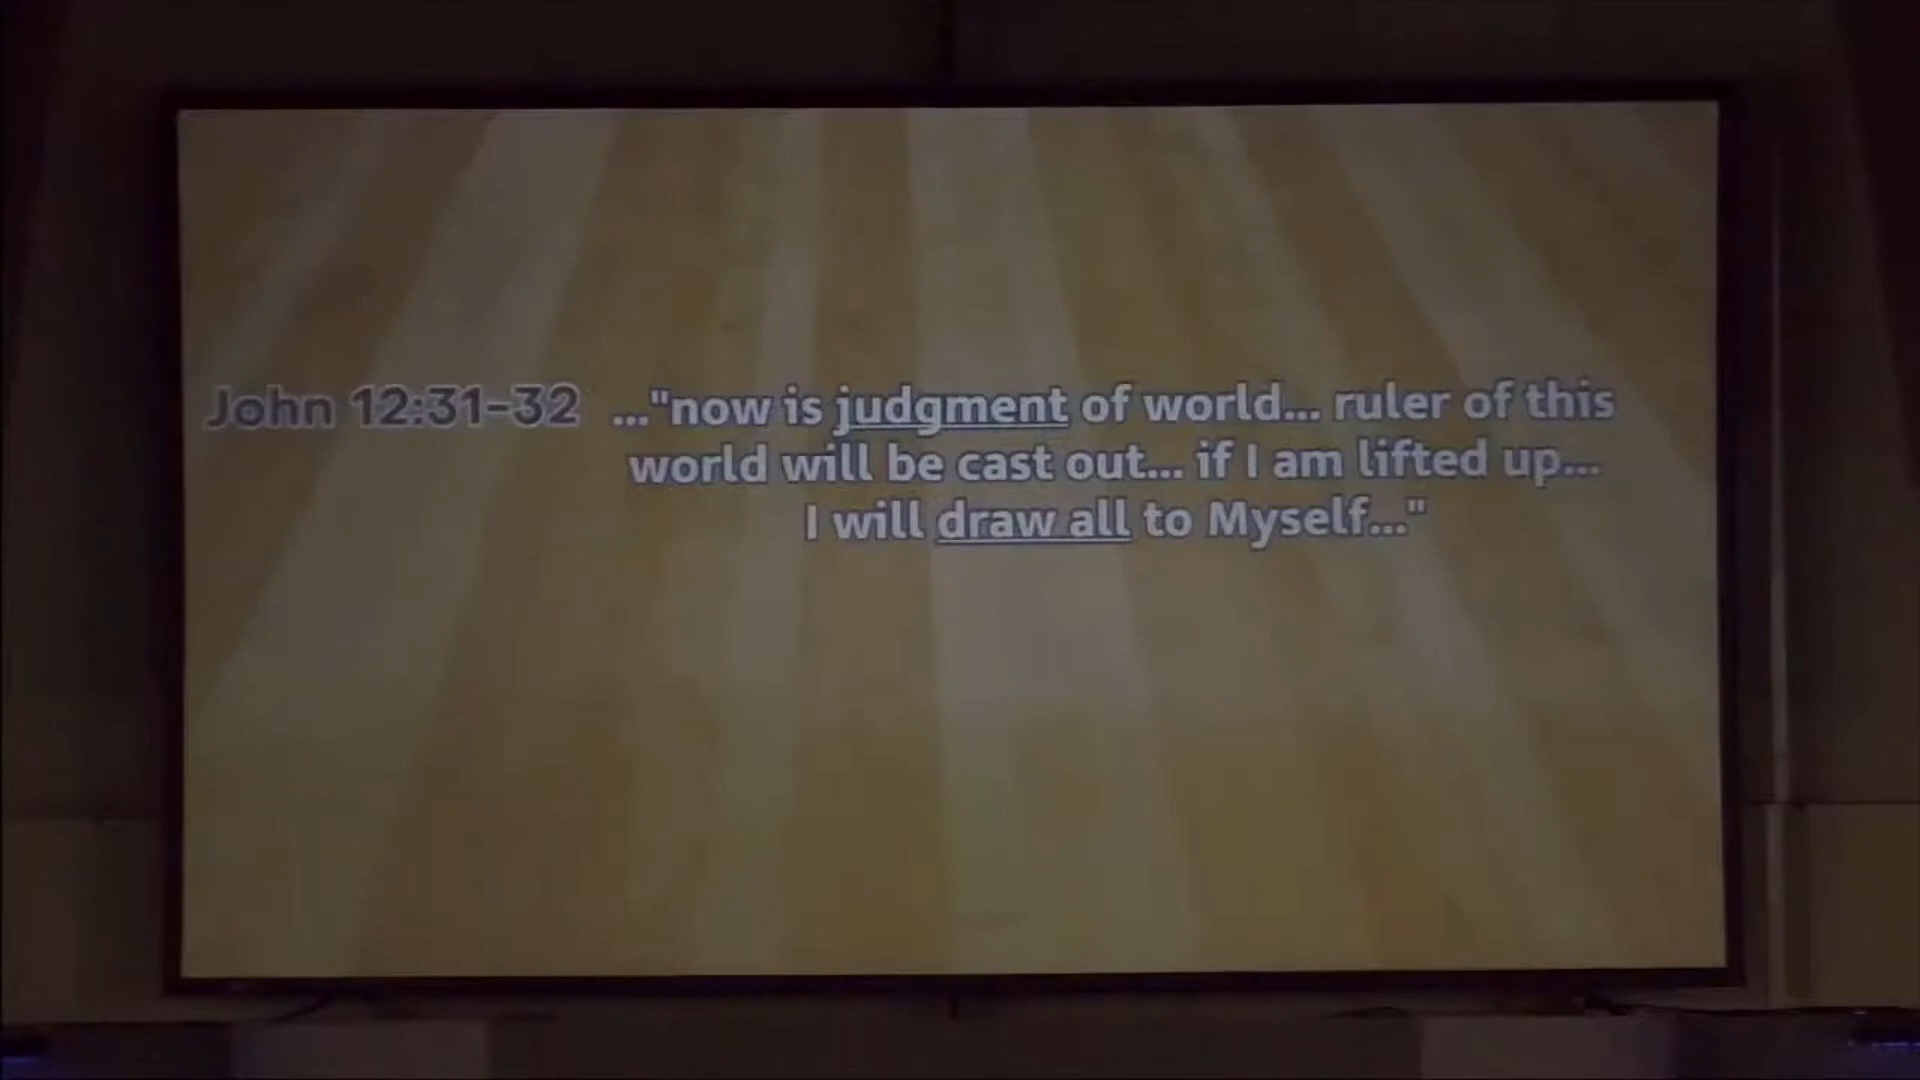 John 12:31-32 ..."now is judgment of world... ruler of this
world will be cast out... if I am lifted up...
I will draw all to Myself..."